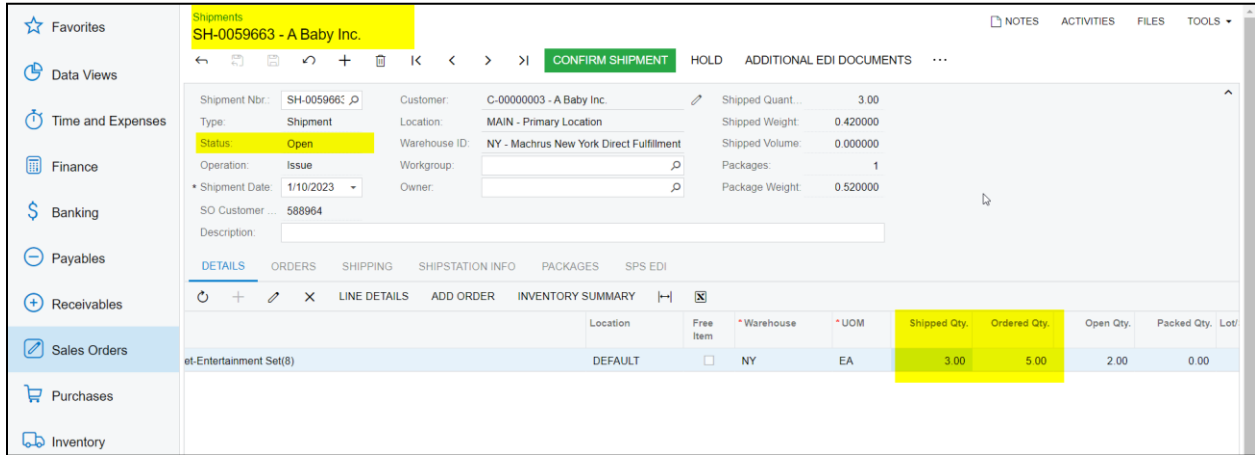 Favorites
Data Views
Time and Expenses
Finance
Banking
Payables
Receivables
Sales Orders
Purchases
Inventory
Shipments
SH-0059663 - A Baby Inc.
NOTES ACTIVITIES FILES TOOLS
CONFIRM SHIPMENT HOLD ADDITIONAL EDI DOCUMENTS ...
Shipment Nbr.: SH-0059663 Customer: C-00000003 - A Baby Inc. Shipped Quant... 3.00
Type: Shipment Location: MAIN - Primary Location Shipped Weight: 0.420000
Status: Open Warehouse ID: NY - Machrus New York Direct Fulfillment Shipped Volume: 0.000000
Operation: Issue Workgroup: Packages: 1
* Shipment Date: 1/10/2023 Owner: Package Weight: 0.520000
SO Customer ... 588964
Description:
DETAILS ORDERS SHIPPING SHIPSTATION INFO PACKAGES SPS EDI
LINE DETAILS ADD ORDER INVENTORY SUMMARY
Location Free Item * Warehouse * UOM Shipped Qty. Ordered Qty. Open Qty. Packed Qty. Lot/
et-Entertainment Set(8) DEFAULT NY EA 3.00 5.00 2.00 0.00